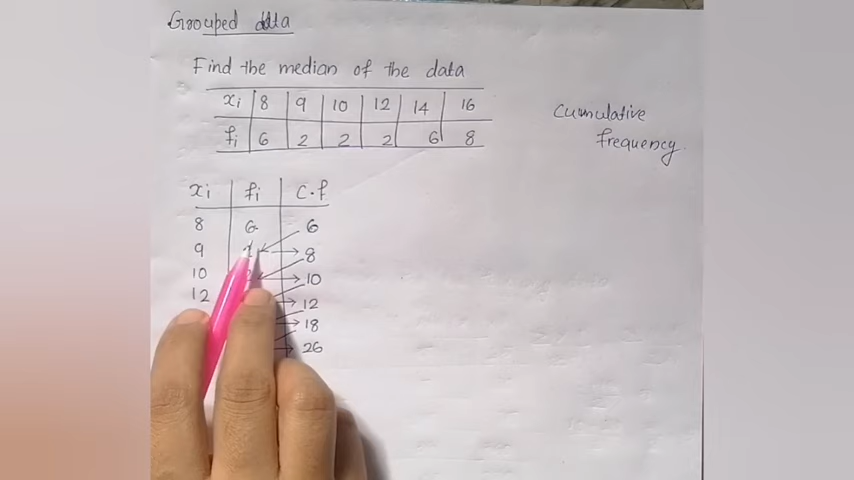 Grouped data
Find the median of the data
xi 8 9 10 12 14 16
fi 6 2 2 2 6 8
Cumulative
frequency
xi fi C.f
8 6 6
9 8
10 10
12 12
18
26